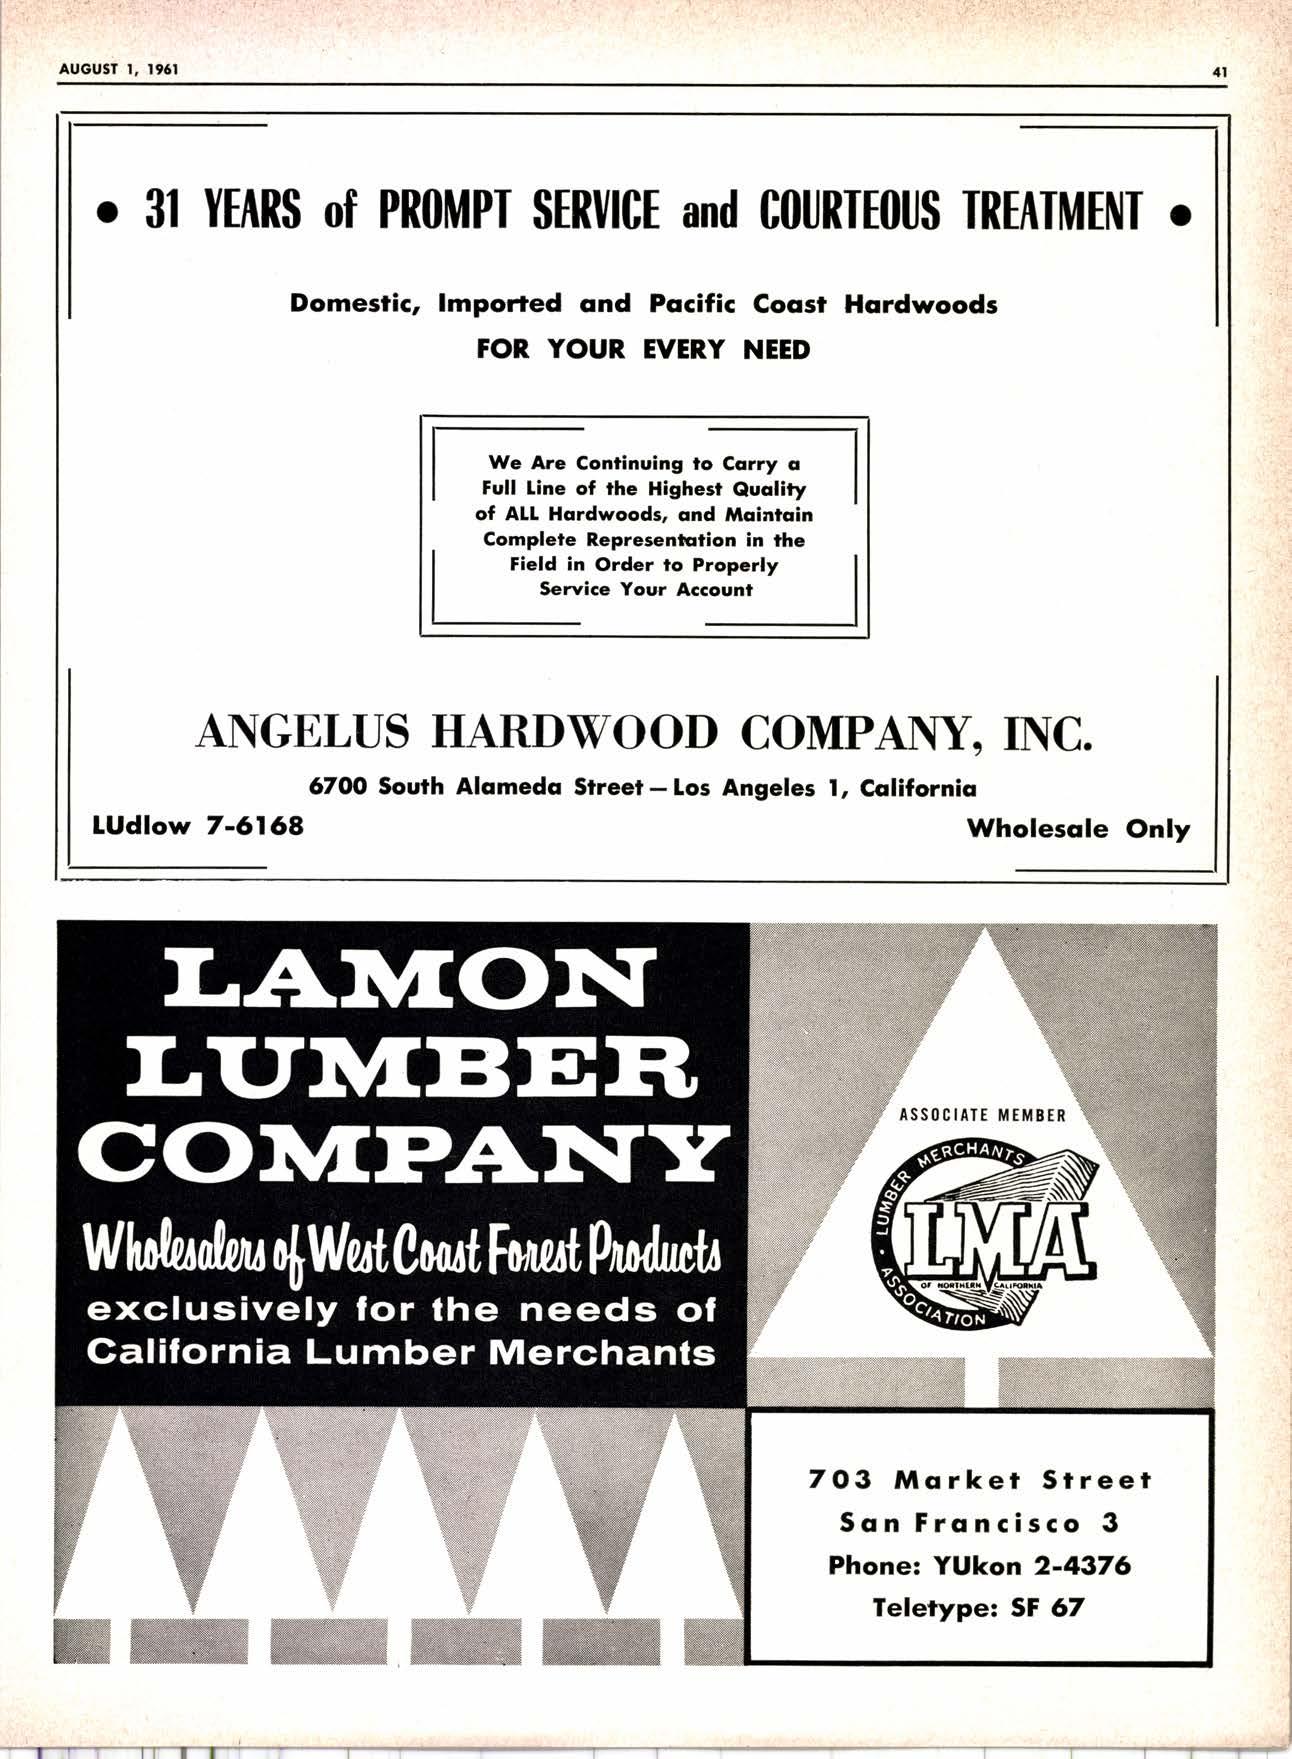 AUGUST 1, 1961
41
• 31 YEARS of PROMPT SERVICE and COURTEOUS TREATMENT •
Domestic, Imported and Pacific Coast Hardwoods
FOR YOUR EVERY NEED
We Are Continuing to Carry a
Full Line of the Highest Quality
of ALL Hardwoods, and Maintain
Complete Representation in the
Field in Order to Properly
Service Your Account
ANGELUS HARDWOOD COMPANY, INC.
6700 South Alameda Street — Los Angeles 1, California
LUdlow 7-6168
Wholesale Only
LAMON
LUMBER
COMPANY
Wholesalers of West Coast Forest Products
exclusively for the needs of
California Lumber Merchants
ASSOCIATE MEMBER
LUMBER MERCHANTS
LMA
OF NORTHERN CALIFORNIA
• ASSOCIATION
703 Market Street
San Francisco 3
Phone: YUkon 2-4376
Teletype: SF 67